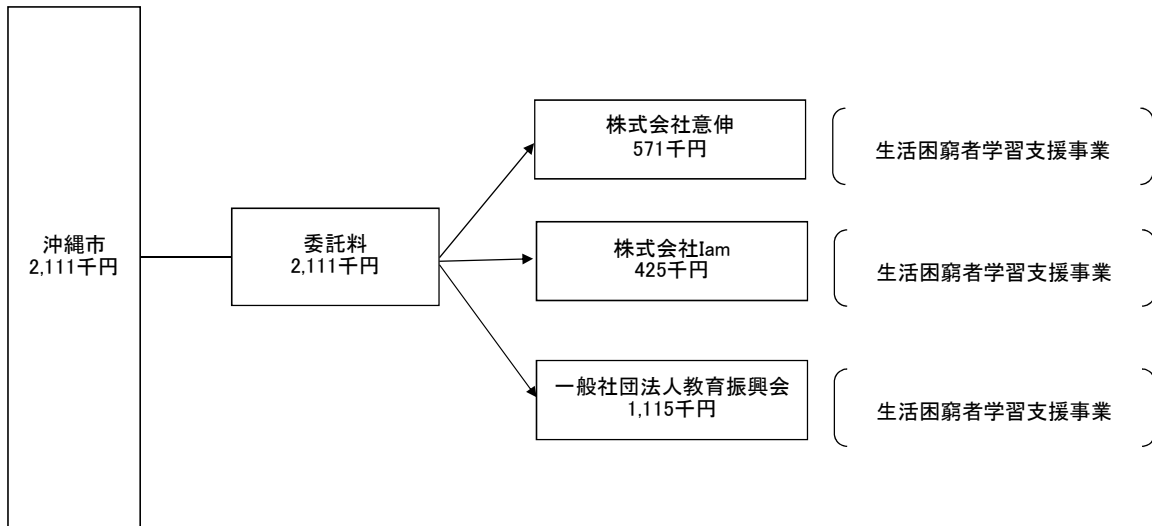 沖縄市
2,111千円
委託料
2,111千円
株式会社意伸
571千円
生活困窮者学習支援事業
株式会社Iam
425千円
生活困窮者学習支援事業
一般社団法人教育振興会
1,115千円
生活困窮者学習支援事業